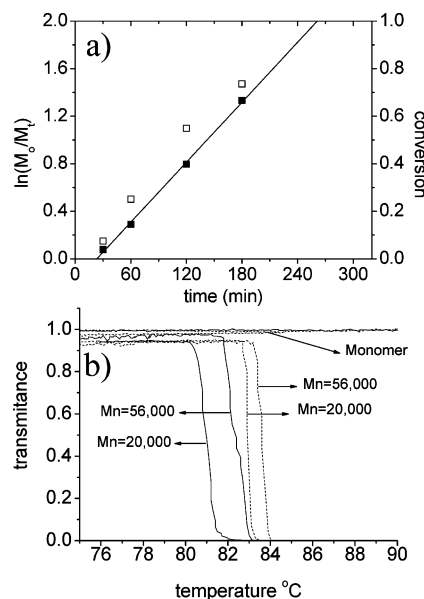 a)
2.0
1.6
1.2
0.8
0.4
0.0
ln(Mo/Mt)
1.0
0.8
0.6
0.4
0.2
0.0
conversion
0 60 120 180 240 300
time (min)
b)
1.0
0.8
0.6
0.4
0.2
0.0
transmitance
Monomer
Mn=56,000
Mn=56,000
Mn=20,000
Mn=20,000
76 78 80 82 84 86 88 90
temperature °C